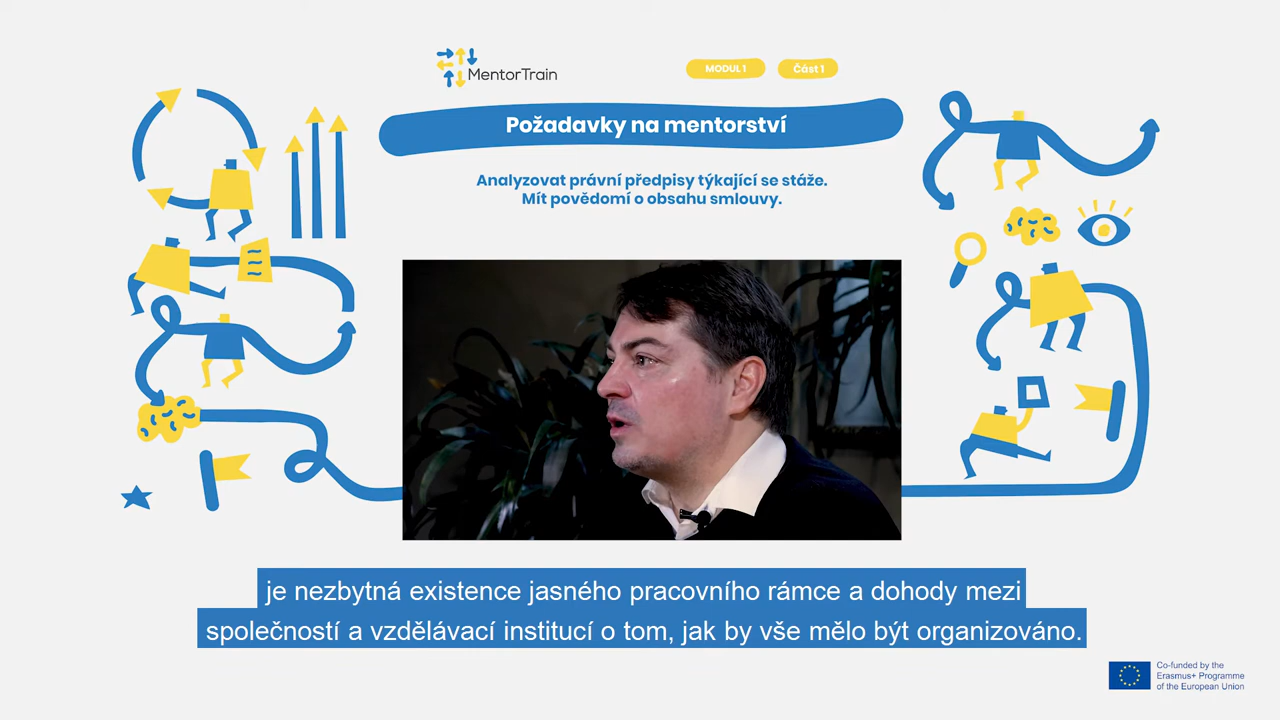 MentorTrain
MODUL 1
Část 1
Požadavky na mentorství
Analyzovat právní předpisy týkající se stáže.
Mít povědomí o obsahu smlouvy.
je nezbytná existence jasného pracovního rámce a dohody mezi
společností a vzdělávací institucí o tom, jak by vše mělo být organizováno.
Co-funded by the
Erasmus+ Programme
of the European Union